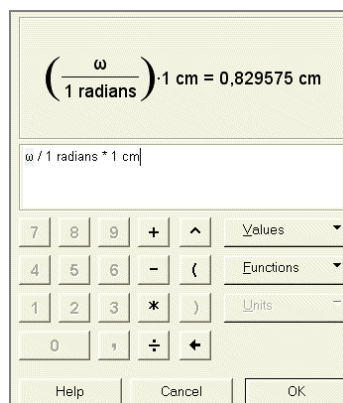 (ω / 1 radians)·1 cm = 0,829575 cm
ω / 1 radians * 1 cm
7 8 9 + ^ Values
4 5 6 - ( Functions
1 2 3 * ) Units
0 , ÷ ←
Help Cancel OK